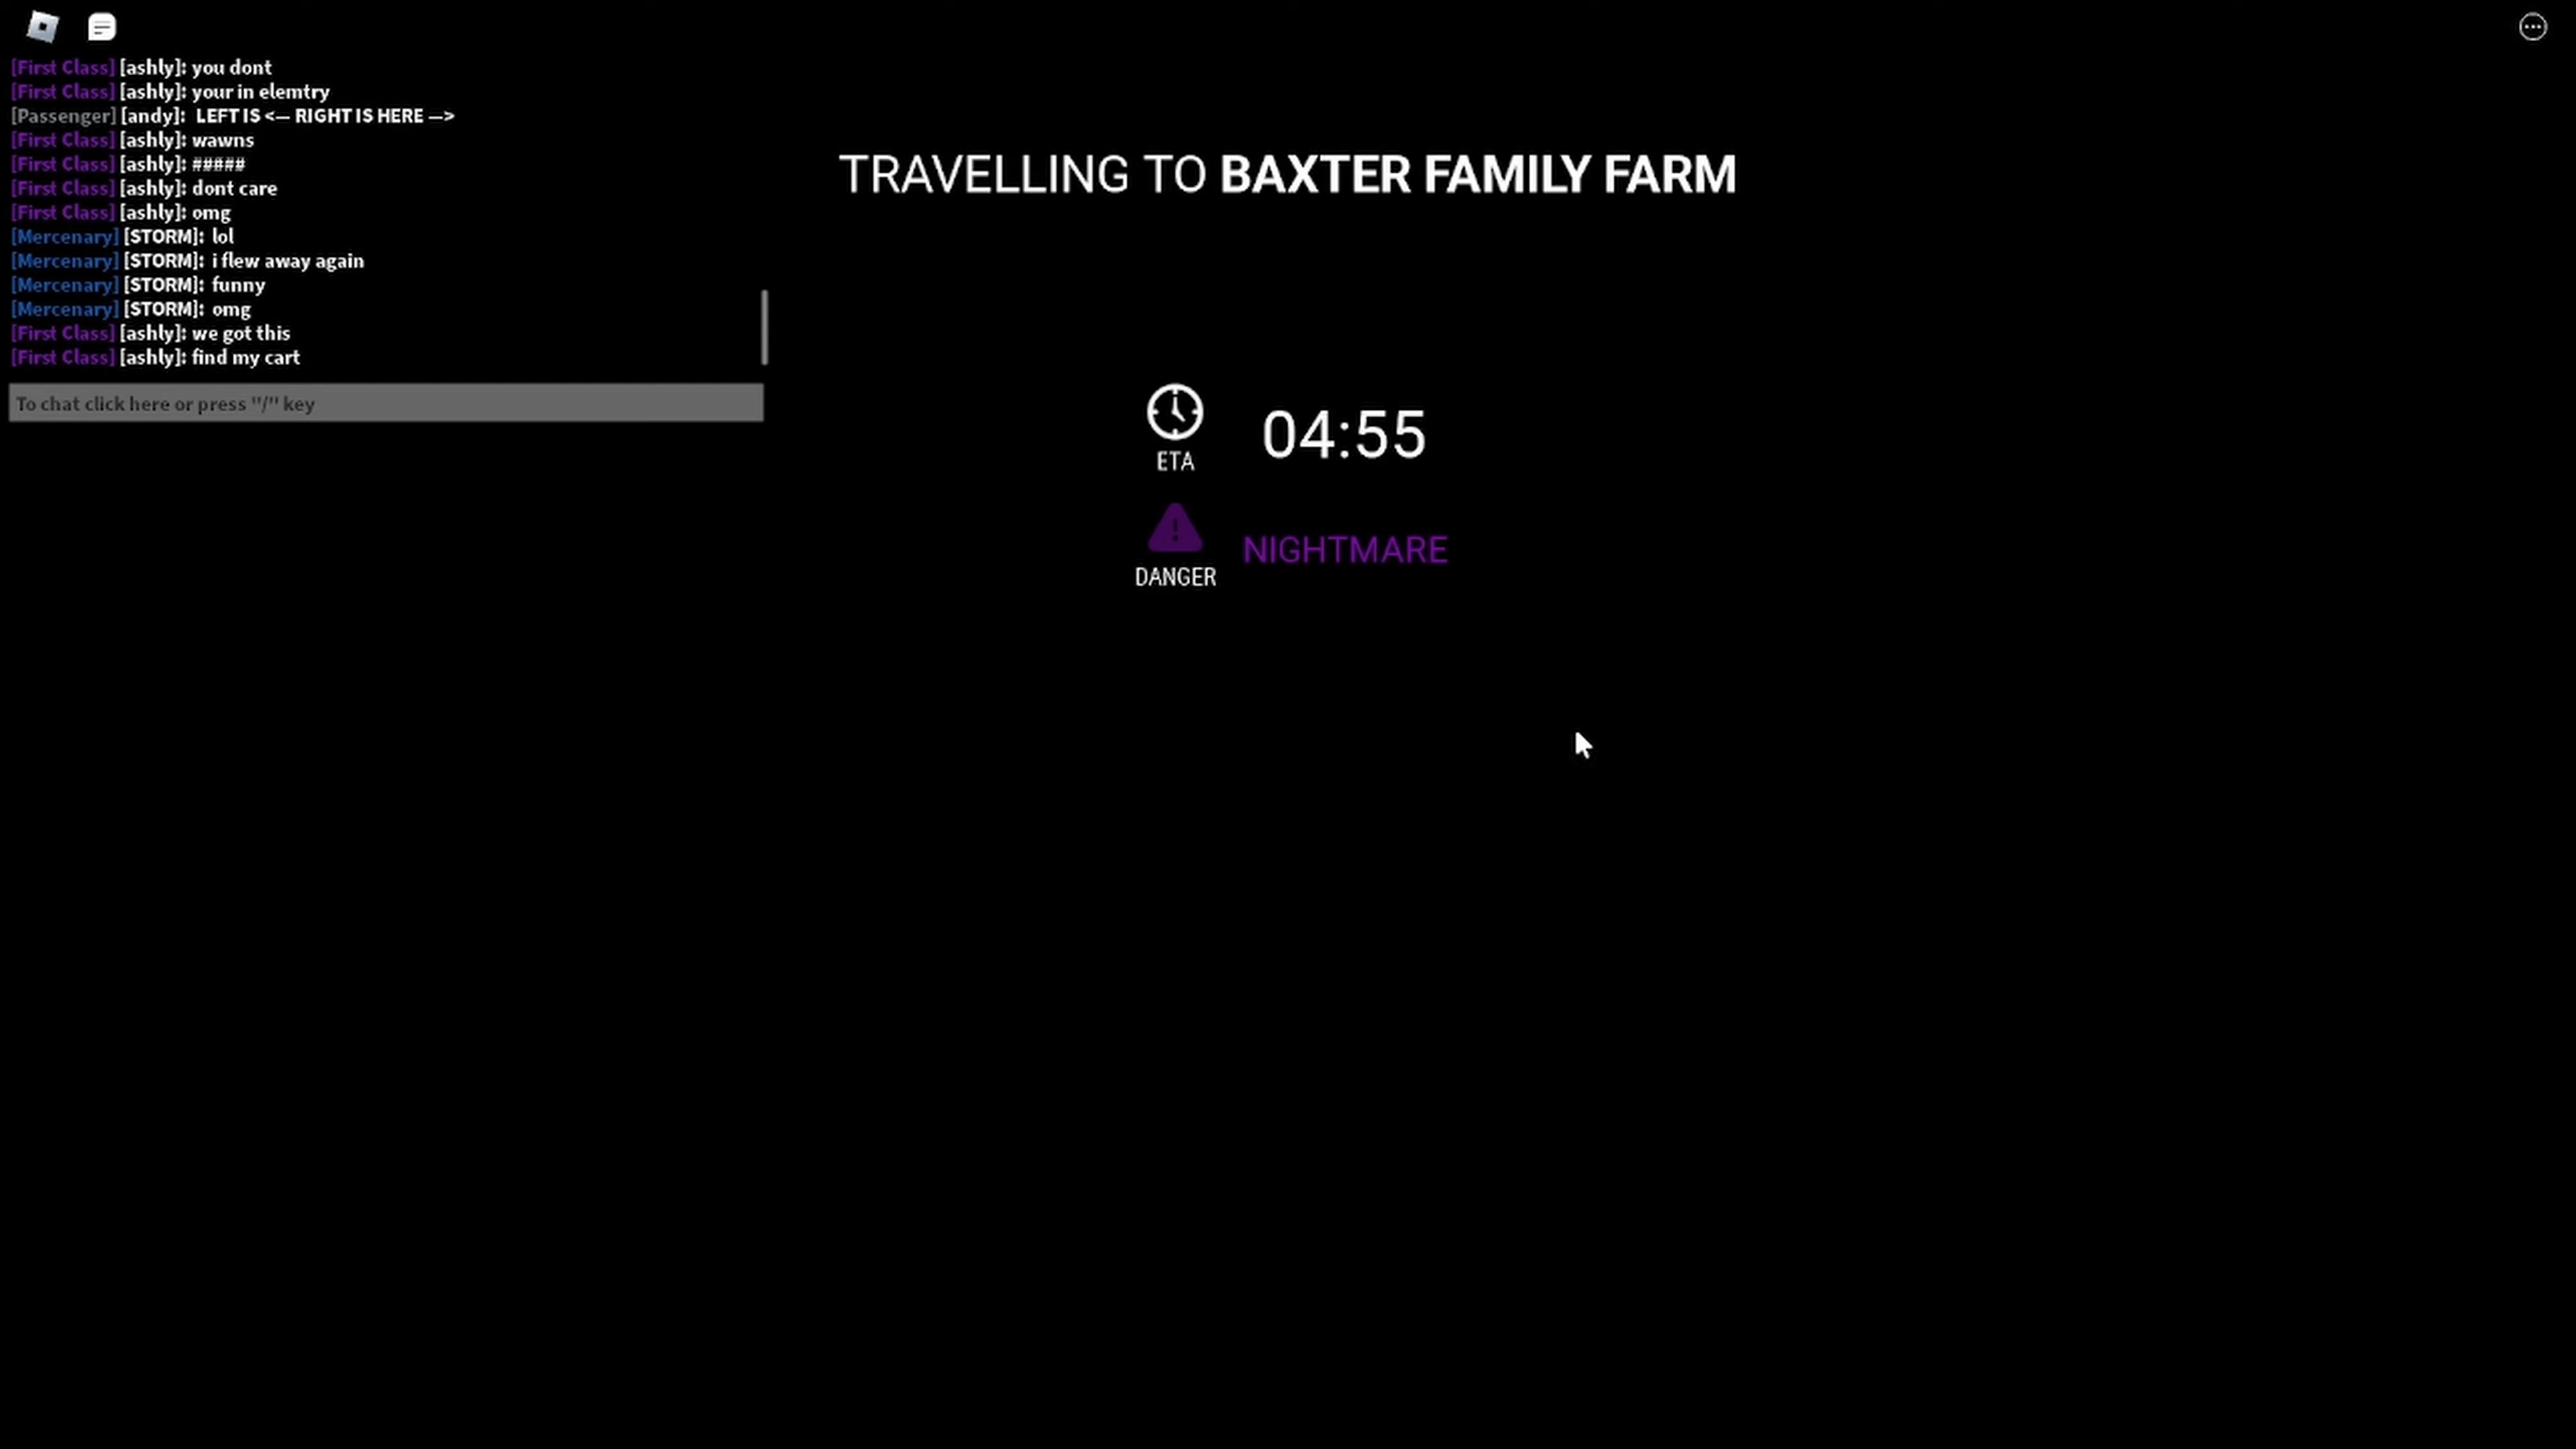 [First Class] [ashly]: you dont
[First Class] [ashly]: your in elemtry
[Passenger] [andy]: LEFT IS <— RIGHT IS HERE —>
[First Class] [ashly]: wawns
[First Class] [ashly]: #####
[First Class] [ashly]: dont care
[First Class] [ashly]: omg
[Mercenary] [STORM]: lol
[Mercenary] [STORM]: i flew away again
[Mercenary] [STORM]: funny
[Mercenary] [STORM]: omg
[First Class] [ashly]: we got this
[First Class] [ashly]: find my cart
To chat click here or press "/" key
TRAVELLING TO BAXTER FAMILY FARM
04:55
ETA
NIGHTMARE
DANGER